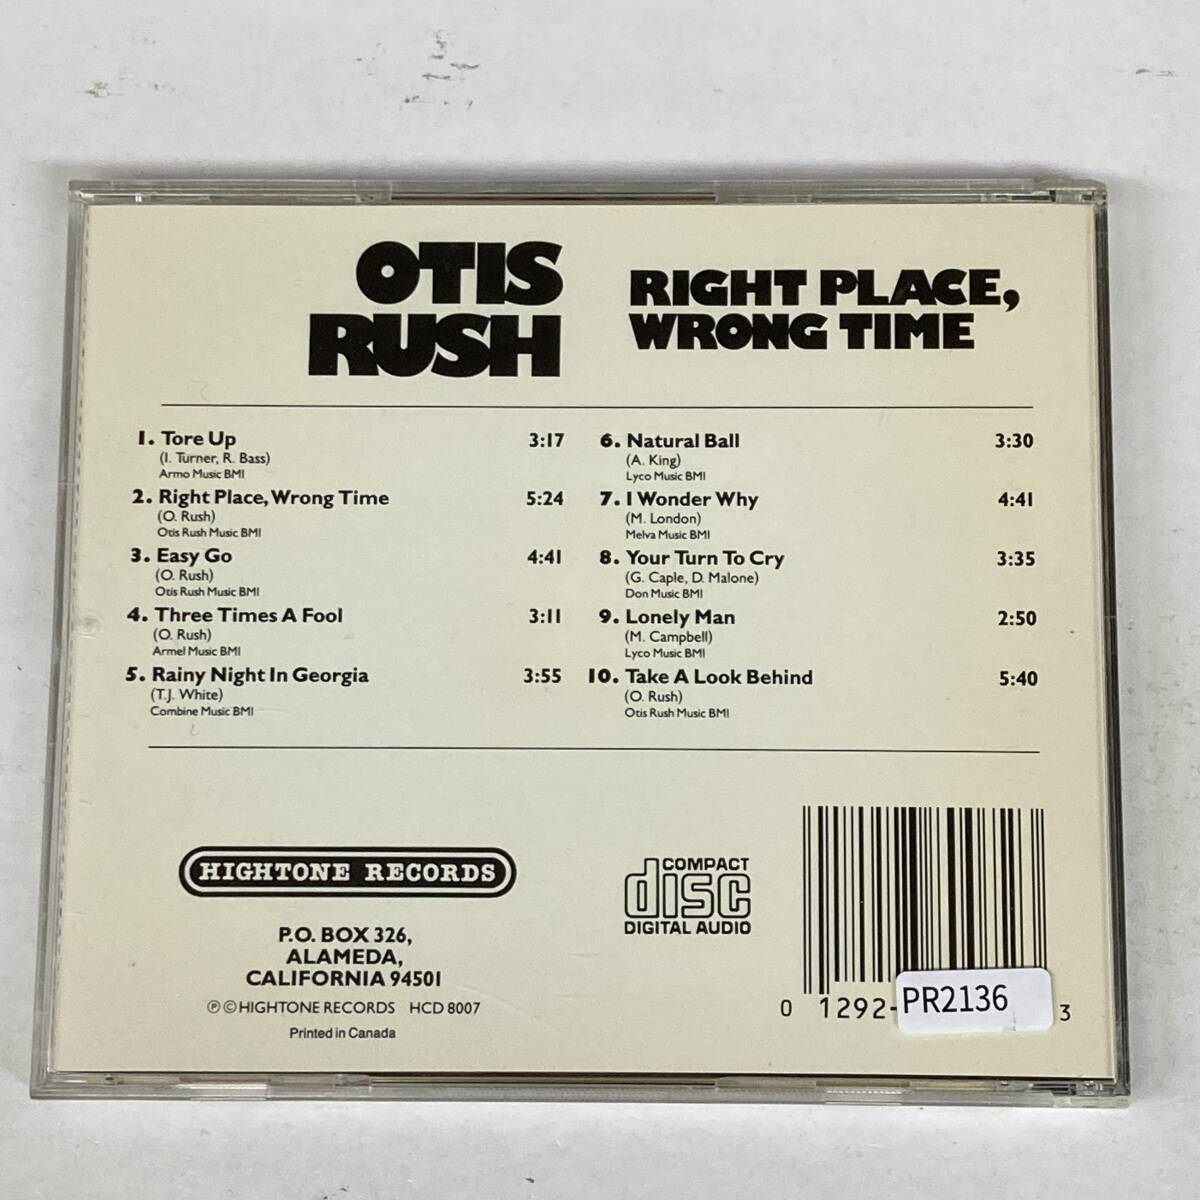 OTIS
RUSH
RIGHT PLACE,
WRONG TIME
1. Tore Up 3:17
(I. Turner, R. Bass)
Armo Music BMI
2. Right Place, Wrong Time 5:24
(O. Rush)
Otis Rush Music BMI
3. Easy Go 4:41
(O. Rush)
Otis Rush Music BMI
4. Three Times A Fool 3:11
(O. Rush)
Armel Music BMI
5. Rainy Night In Georgia 3:55
(T.J. White)
Combine Music BMI
6. Natural Ball 3:30
(A. King)
Lyco Music BMI
7. I Wonder Why 4:41
(M. London)
Melva Music BMI
8. Your Turn To Cry 3:35
(G. Caple, D. Malone)
Don Music BMI
9. Lonely Man 2:50
(M. Campbell)
Lyco Music BMI
10. Take A Look Behind 5:40
(O. Rush)
Otis Rush Music BMI
HIGHTONE RECORDS
P.O. BOX 326,
ALAMEDA,
CALIFORNIA 94501
℗ © HIGHTONE RECORDS HCD 8007
Printed in Canada
COMPACT
disc
DIGITAL AUDIO
0 1292- 3
PR2136